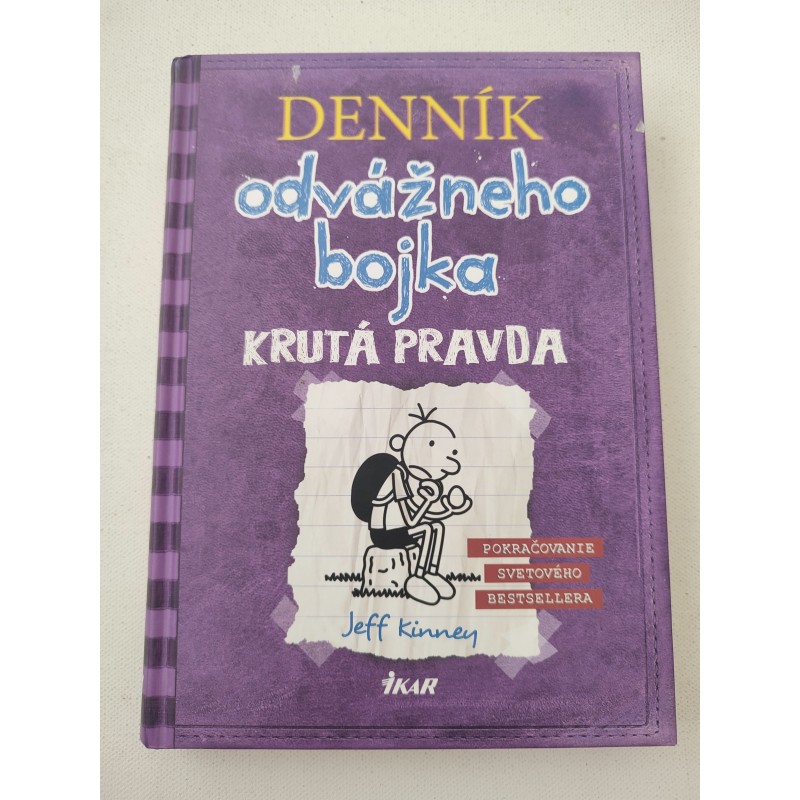 DENNÍK
odvážneho
bojka
KRUTÁ PRAVDA
POKRAČOVANIE
SVETOVÉHO
BESTSELLERA
Jeff Kinney
iKAR